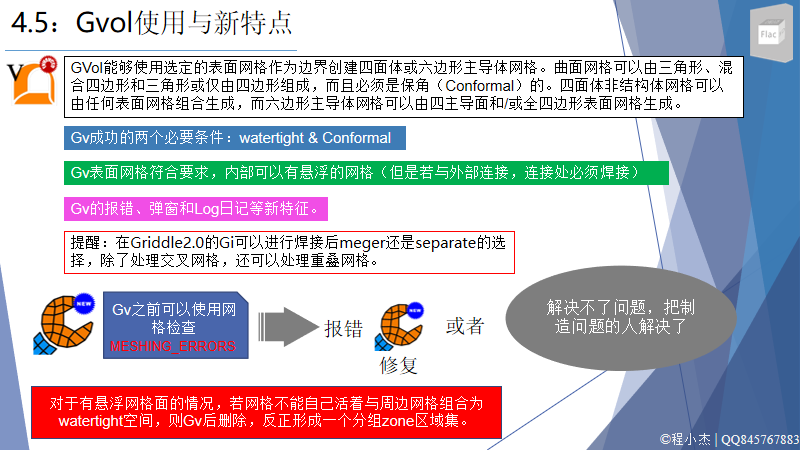 4.5：Gvol使用与新特点
Flac
GVol能够使用选定的表面网格作为边界创建四面体或六边形主导体网格。曲面网格可以由三角形、混
合四边形和三角形或仅由四边形组成，而且必须是保角（Conformal）的。四面体非结构体网格可以
由任何表面网格组合生成，而六边形主导体网格可以由四主导面和/或全四边形表面网格生成。
Gv成功的两个必要条件：watertight & Conformal
Gv表面网格符合要求，内部可以有悬浮的网格（但是若与外部连接，连接处必须焊接）
Gv的报错、弹窗和Log日记等新特征。
提醒：在Griddle2.0的Gi可以进行焊接后meger还是separate的选
择，除了处理交叉网格，还可以处理重叠网格。
NEW
Gv之前可以使用网
格检查
MESHING_ERRORS
报错
NEW
修复
或者
解决不了问题，把制
造问题的人解决了
对于有悬浮网格面的情况，若网格不能自己活着与周边网格组合为
watertight空间，则Gv后删除，反正形成一个分组zone区域集。
©程小杰 | QQ845767883